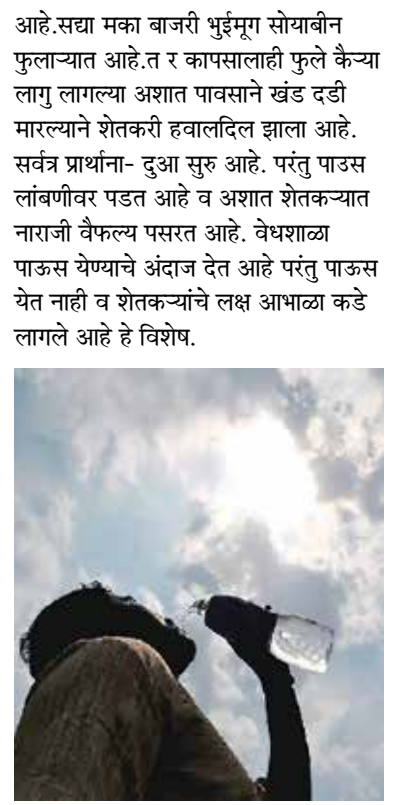 आहे.सद्या मका बाजरी भुईमूग सोयाबीन
फुलाऱ्यात आहे.त र कापसालाही फुले कैऱ्या
लागु लागल्या अशात पावसाने खंड दडी
मारल्याने शेतकरी हवालदिल झाला आहे.
सर्वत्र प्रार्थाना- दुआ सुरु आहे. परंतु पाउस
लांबणीवर पडत आहे व अशात शेतकऱ्यात
नाराजी वैफल्य पसरत आहे. वेधशाळा
पाऊस येण्याचे अंदाज देत आहे परंतु पाऊस
येत नाही व शेतकऱ्यांचे लक्ष आभाळा कडे
लागले आहे हे विशेष.